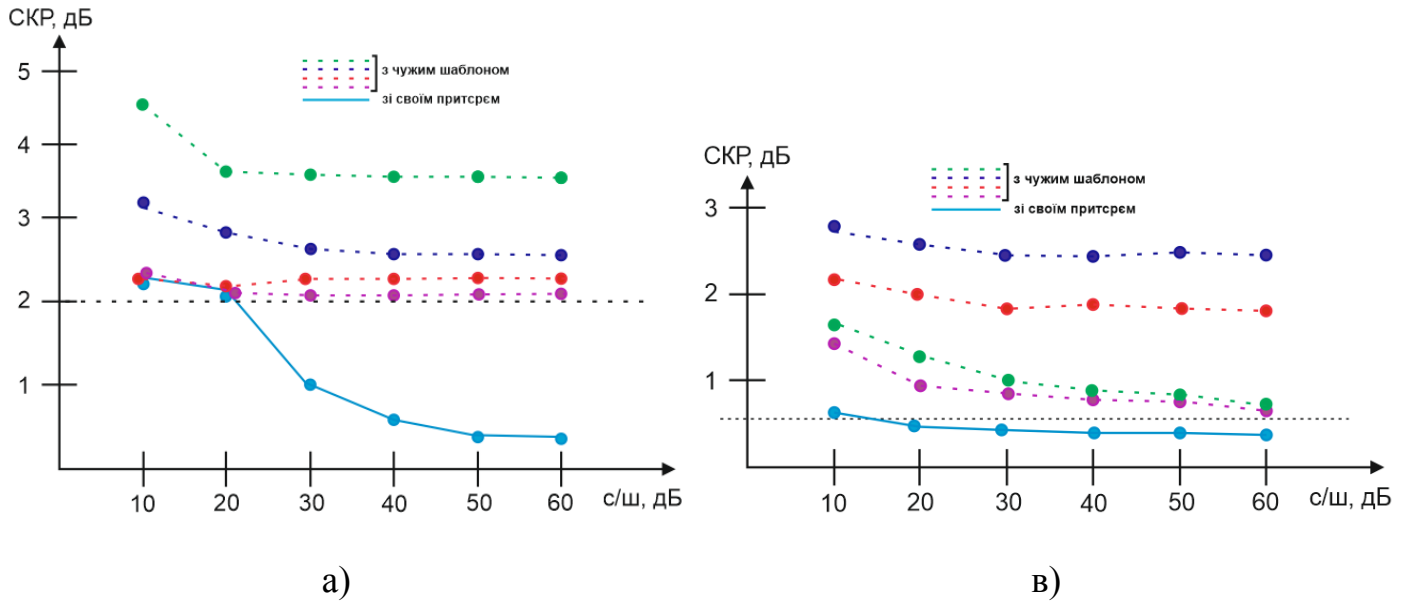 СКР, дБ
5
4
3
2
1
з чужим шаблоном
зі своїм притсрєм
10 20 30 40 50 60 с/ш, дБ
а)
СКР, дБ
3
2
1
з чужим шаблоном
зі своїм притсрєм
10 20 30 40 50 60 с/ш, дБ
в)